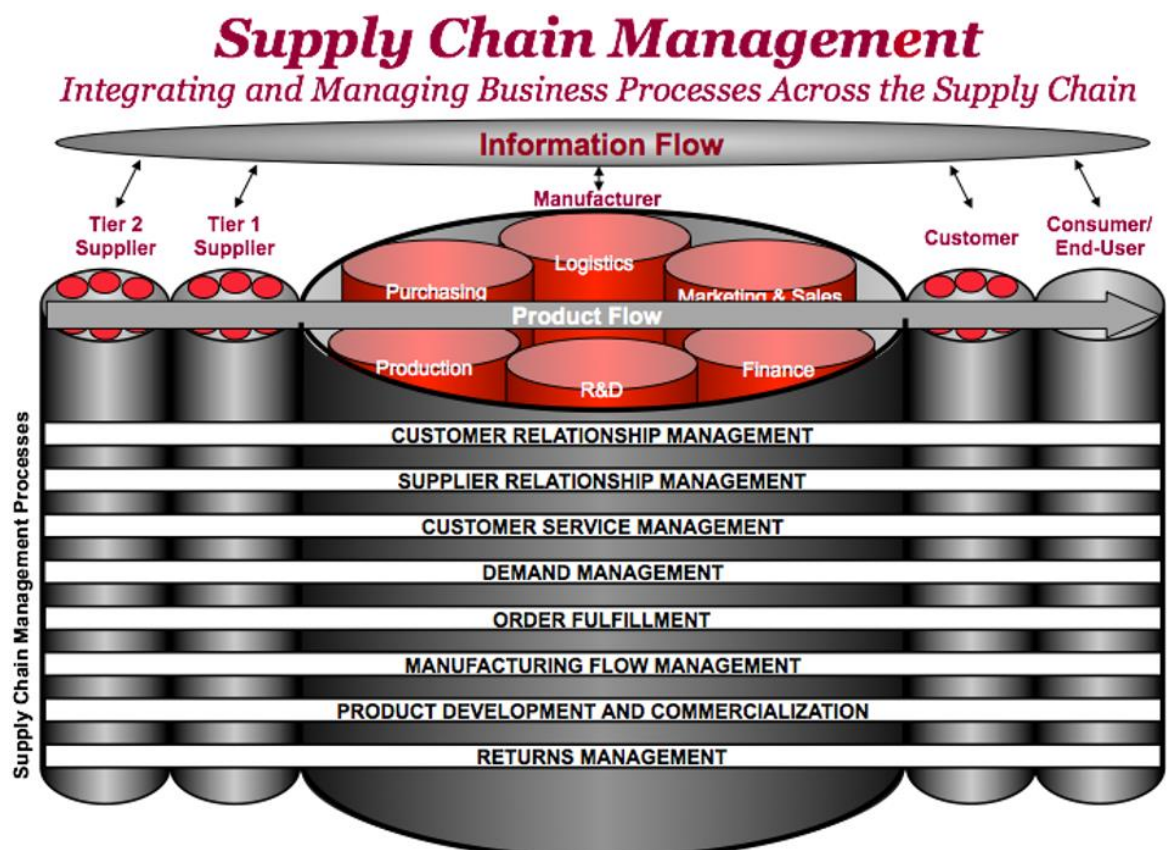 Supply Chain Management
Integrating and Managing Business Processes Across the Supply Chain
Information Flow
Tier 2
Supplier
Tier 1
Supplier
Manufacturer
Customer
Consumer/
End-User
Logistics
Purchasing
Marketing & Sales
Product Flow
Production
R&D
Finance
Supply Chain Management Processes
CUSTOMER RELATIONSHIP MANAGEMENT
SUPPLIER RELATIONSHIP MANAGEMENT
CUSTOMER SERVICE MANAGEMENT
DEMAND MANAGEMENT
ORDER FULFILLMENT
MANUFACTURING FLOW MANAGEMENT
PRODUCT DEVELOPMENT AND COMMERCIALIZATION
RETURNS MANAGEMENT